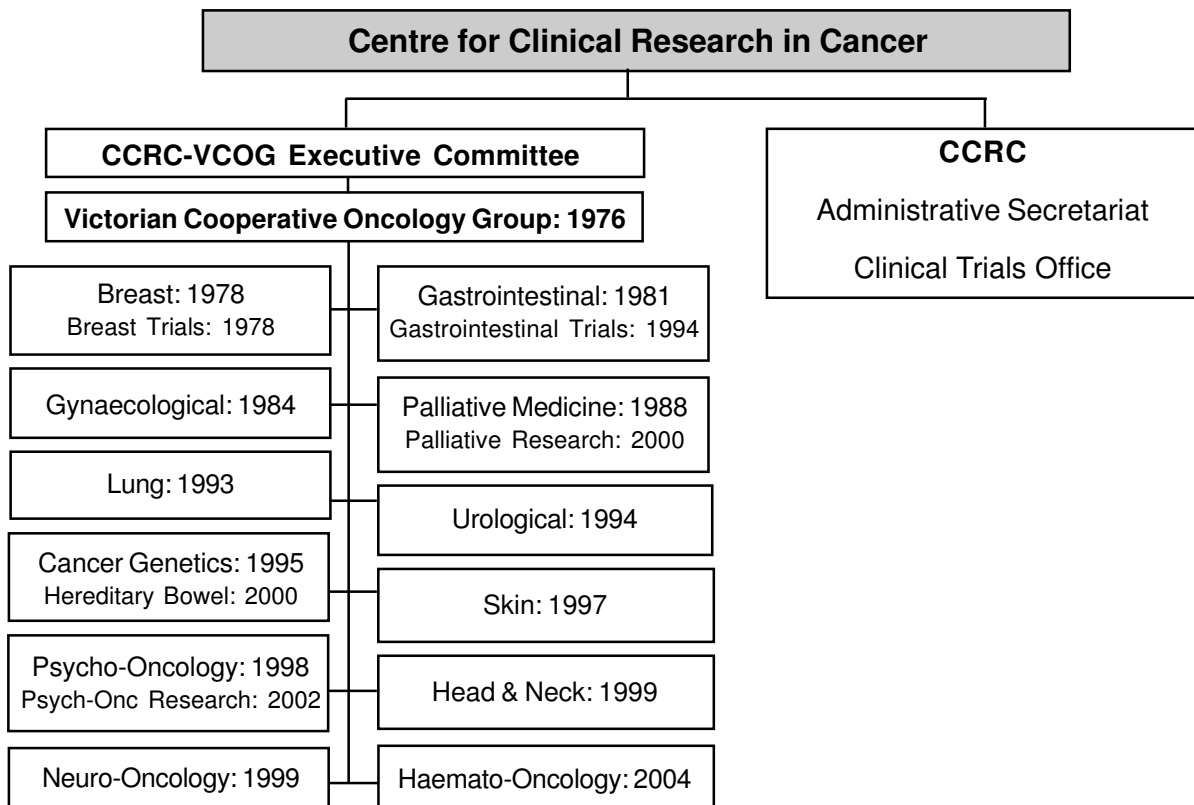 Centre for Clinical Research in Cancer
CCRC-VCOG Executive Committee
CCRC
Administrative Secretariat
Clinical Trials Office
Victorian Cooperative Oncology Group: 1976
Breast: 1978
Breast Trials: 1978
Gastrointestinal: 1981
Gastrointestinal Trials: 1994
Gynaecological: 1984
Palliative Medicine: 1988
Palliative Research: 2000
Lung: 1993
Urological: 1994
Cancer Genetics: 1995
Hereditary Bowel: 2000
Skin: 1997
Psycho-Oncology: 1998
Psych-Onc Research: 2002
Head & Neck: 1999
Neuro-Oncology: 1999
Haemato-Oncology: 2004